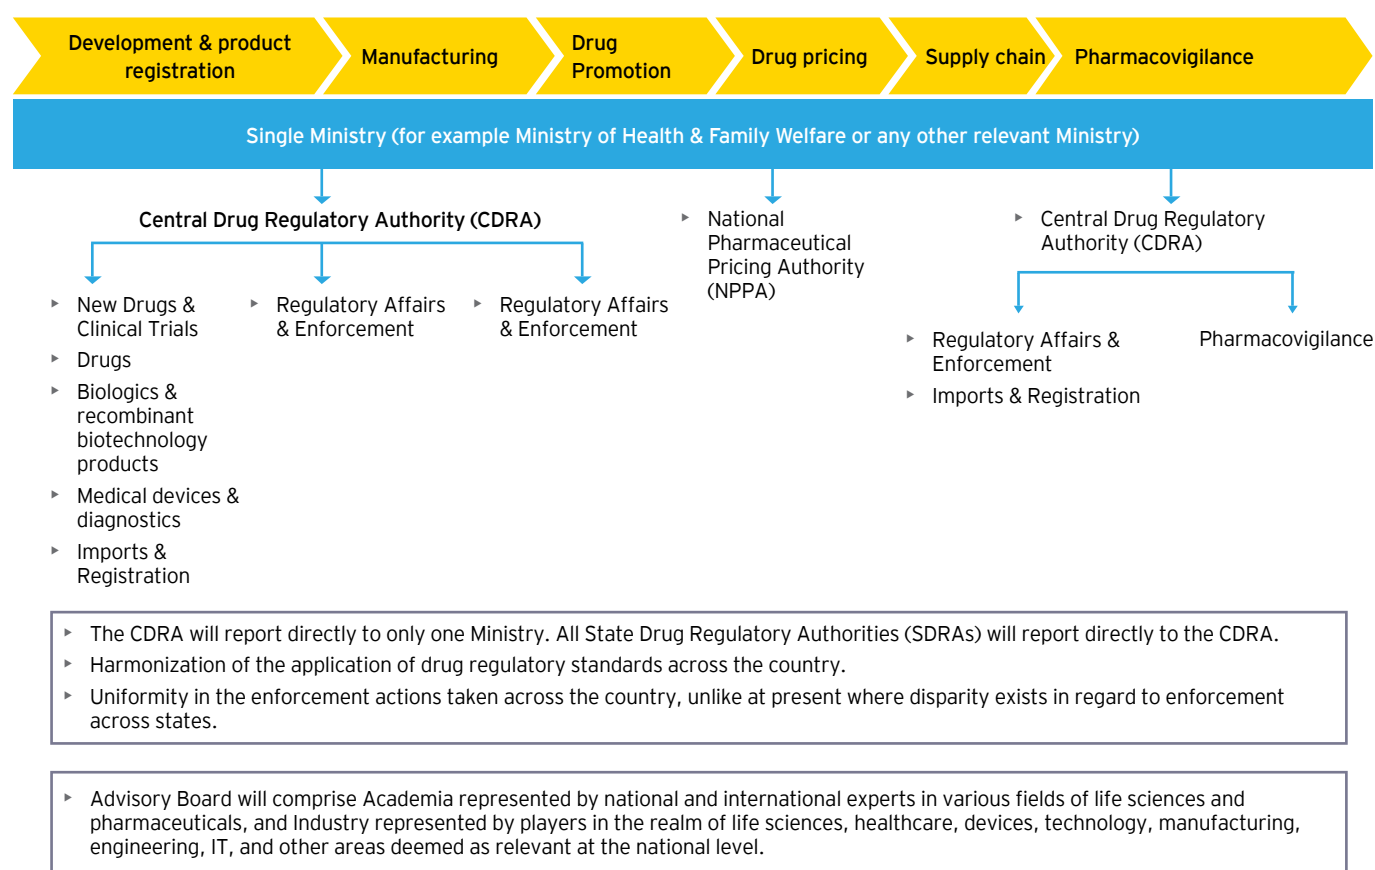 Development & product
registration
Manufacturing
Drug
Promotion
Drug pricing
Supply chain
Pharmacovigilance
Single Ministry (for example Ministry of Health & Family Welfare or any other relevant Ministry)
Central Drug Regulatory Authority (CDRA)
New Drugs &
Clinical Trials
Drugs
Biologics &
recombinant
biotechnology
products
Medical devices &
diagnostics
Imports &
Registration
Regulatory Affairs
& Enforcement
Regulatory Affairs
& Enforcement
National
Pharmaceutical
Pricing Authority
(NPPA)
Central Drug Regulatory
Authority (CDRA)
Regulatory Affairs &
Enforcement
Imports & Registration
Pharmacovigilance
The CDRA will report directly to only one Ministry. All State Drug Regulatory Authorities (SDRAs) will report directly to the CDRA.
Harmonization of the application of drug regulatory standards across the country.
Uniformity in the enforcement actions taken across the country, unlike at present where disparity exists in regard to enforcement
across states.
Advisory Board will comprise Academia represented by national and international experts in various fields of life sciences and
pharmaceuticals, and Industry represented by players in the realm of life sciences, healthcare, devices, technology, manufacturing,
engineering, IT, and other areas deemed as relevant at the national level.